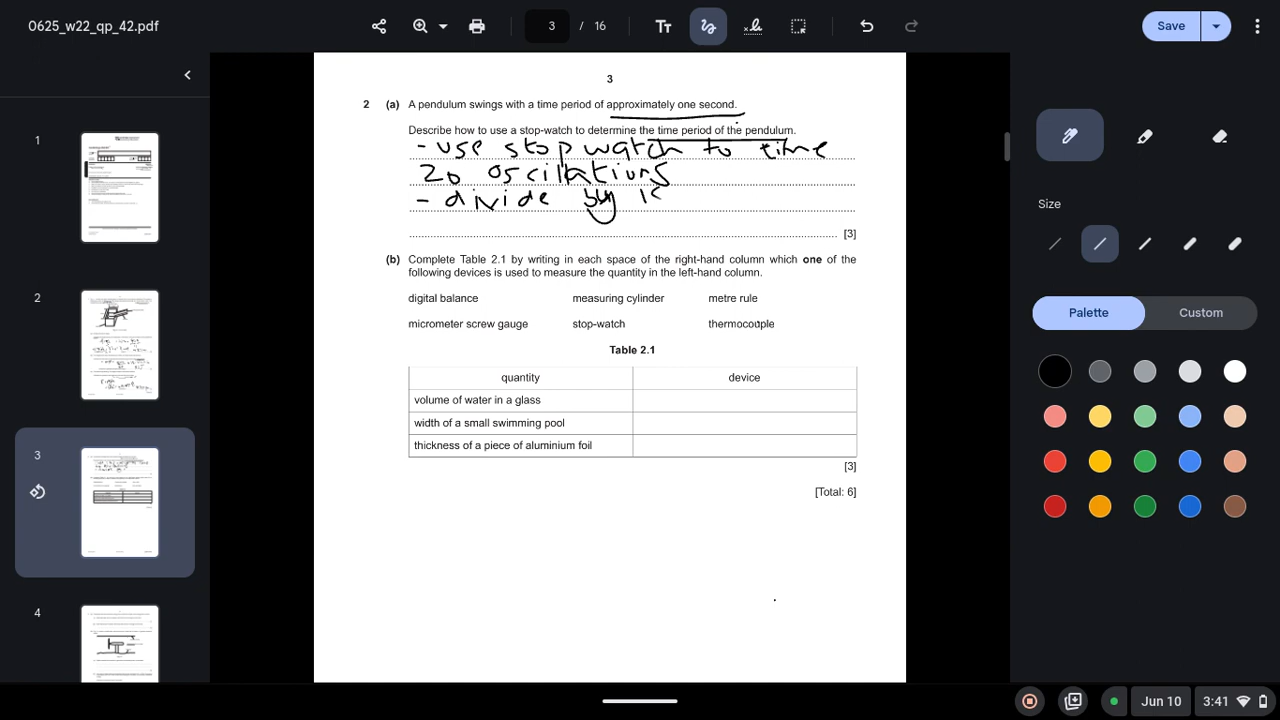 0625_w22_qp_42.pdf
3 / 16
Save
1
2
3
4
3
2 (a) A pendulum swings with a time period of approximately one second.
Describe how to use a stop-watch to determine the time period of the pendulum.
- use stop watch to time
20 oscillations
- divide by
[3]
(b) Complete Table 2.1 by writing in each space of the right-hand column which one of the
following devices is used to measure the quantity in the left-hand column.
digital balance measuring cylinder metre rule
micrometer screw gauge stop-watch thermocouple
Table 2.1
quantity device
volume of water in a glass
width of a small swimming pool
thickness of a piece of aluminium foil
[3]
[Total: 6]
Size
Palette Custom
Jun 10 3:41